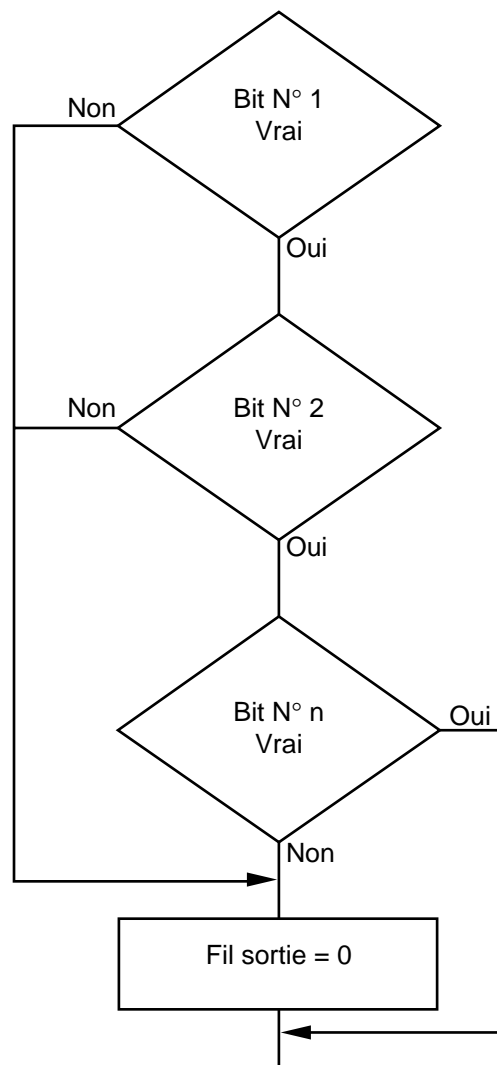 Bit N° 1
Vrai
Non
Oui
Bit N° 2
Vrai
Non
Oui
Bit N° n
Vrai
Oui
Non
Fil sortie = 0